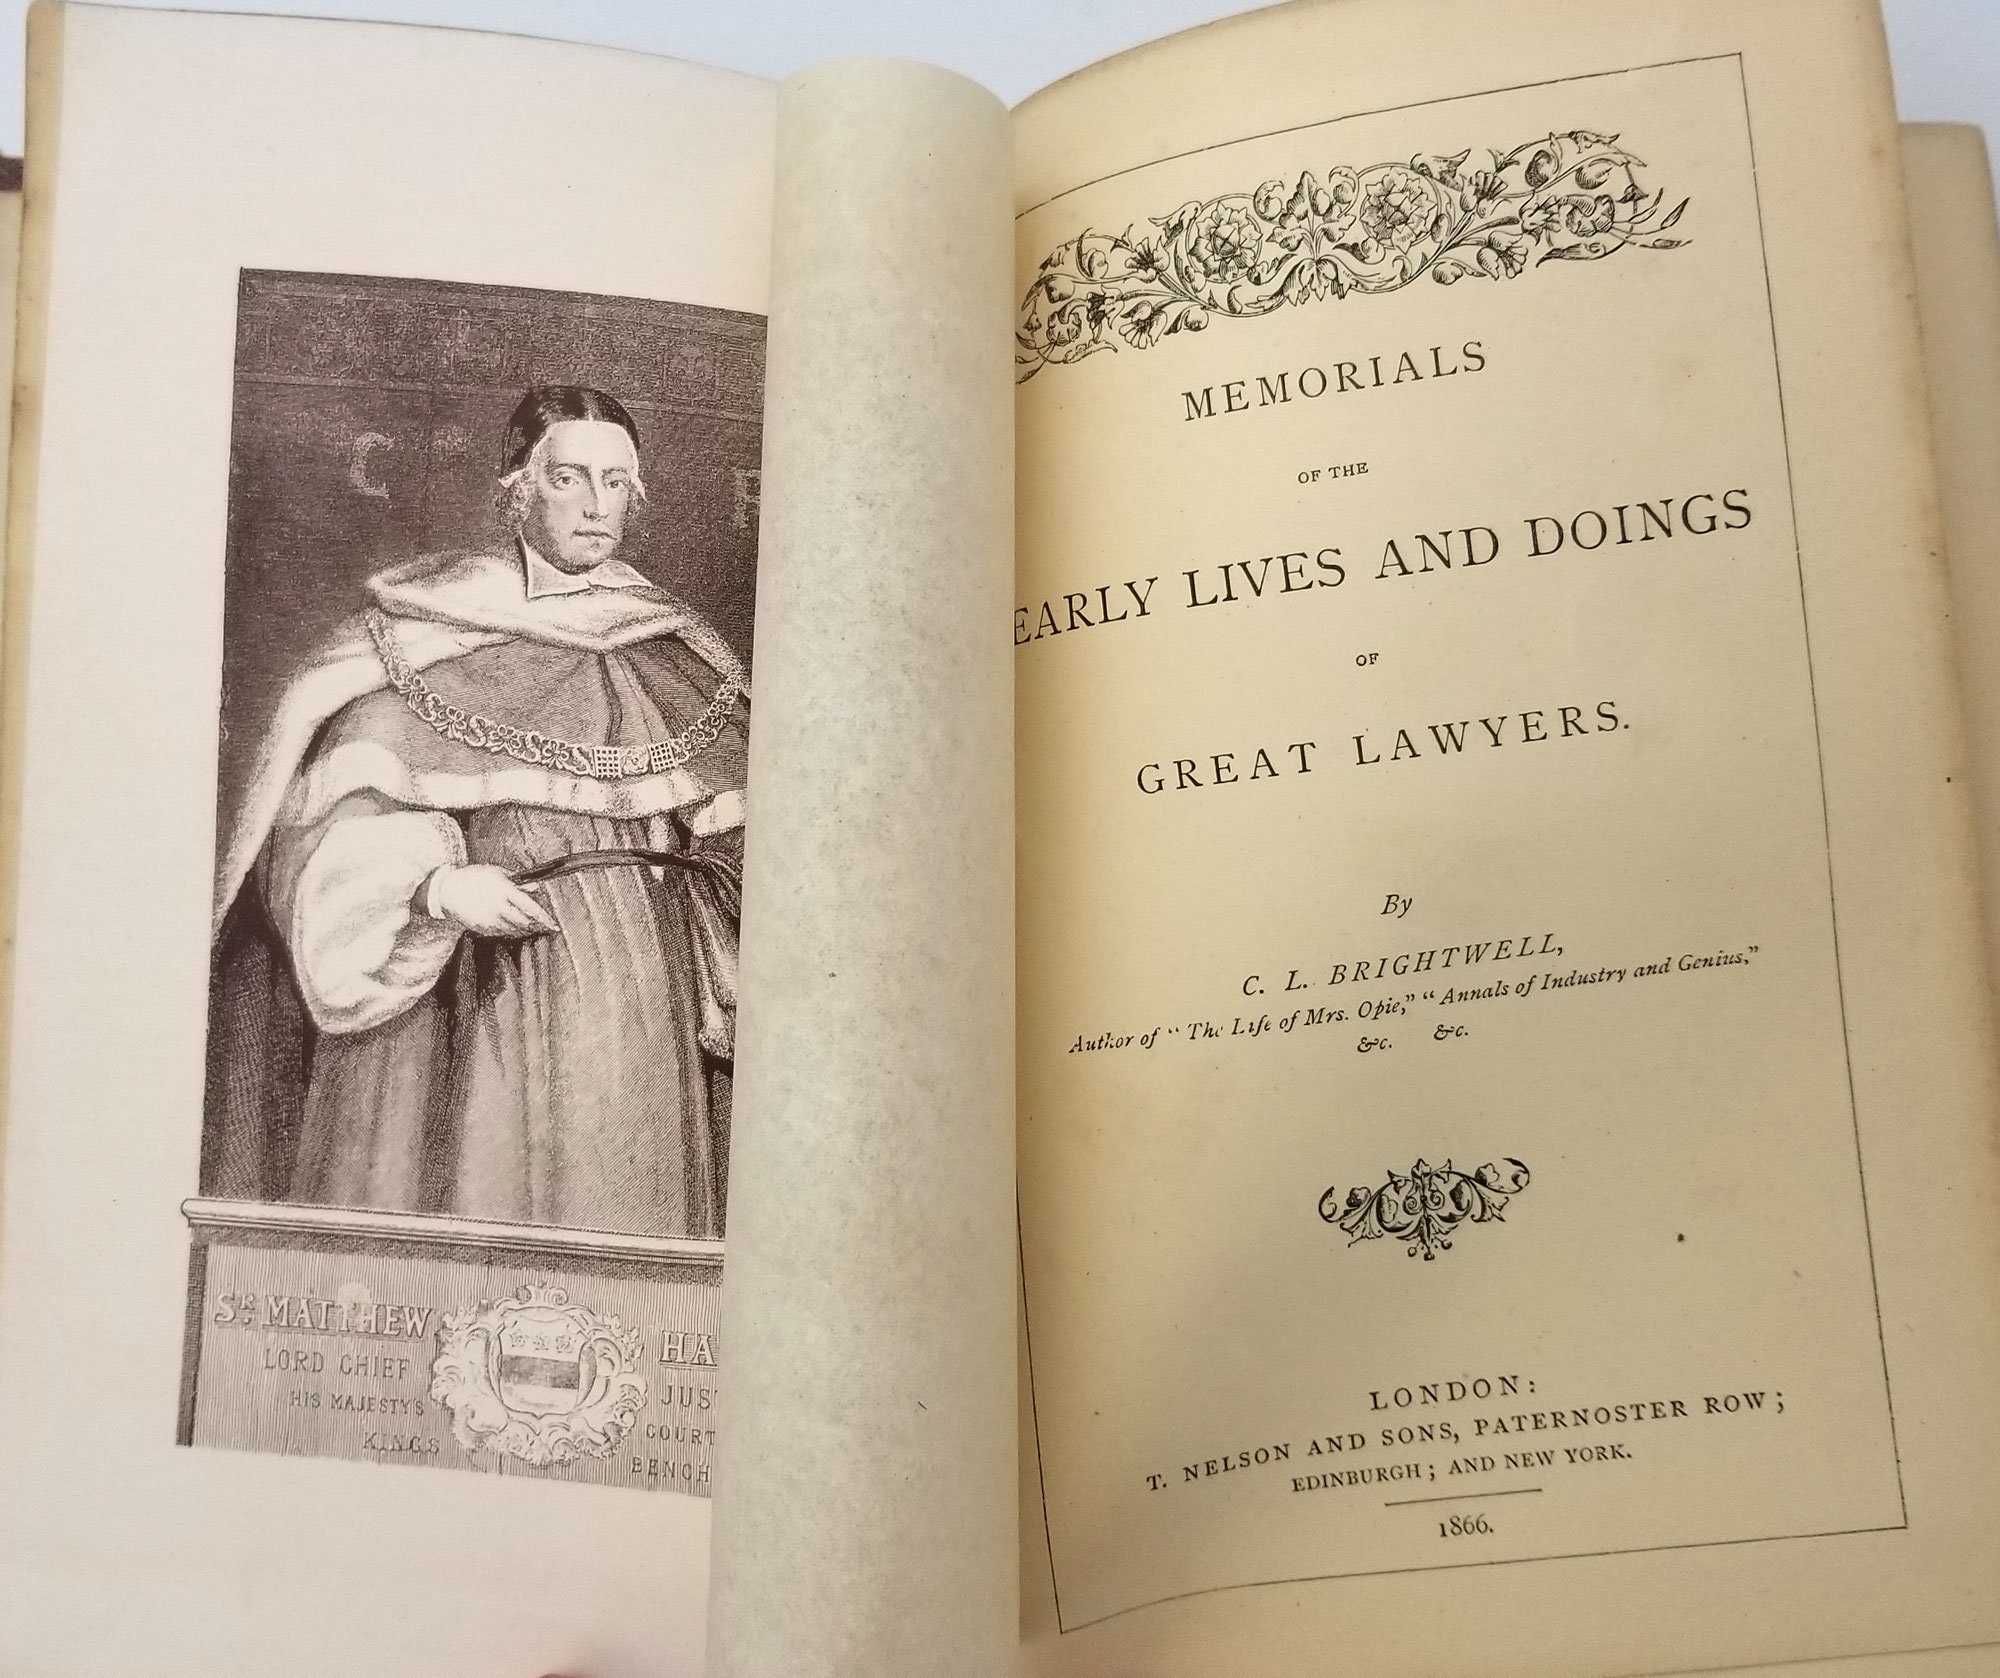 C
Sr. MATTHEW HA
LORD CHIEF JUS
HIS MAJESTY'S COURT
KINGS BENCH
MEMORIALS
OF THE
EARLY LIVES AND DOINGS
OF
GREAT LAWYERS.
By
C. L. BRIGHTWELL,
Author of "The Life of Mrs. Opie," "Annals of Industry and Genius,"
&c. &c.
LONDON:
T. NELSON AND SONS, PATERNOSTER ROW;
EDINBURGH; AND NEW YORK.
1866.